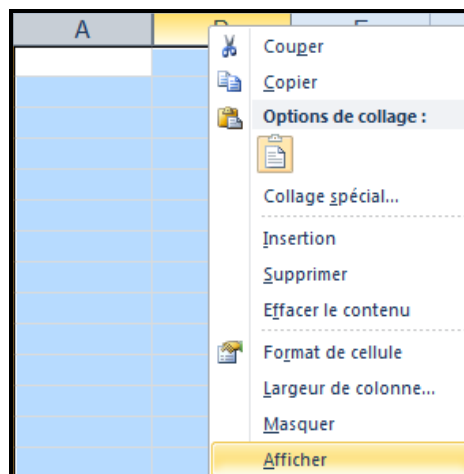 A
Couper
Copier
Options de collage :
Collage spécial...
Insertion
Supprimer
Effacer le contenu
Format de cellule
Largeur de colonne...
Masquer
Afficher